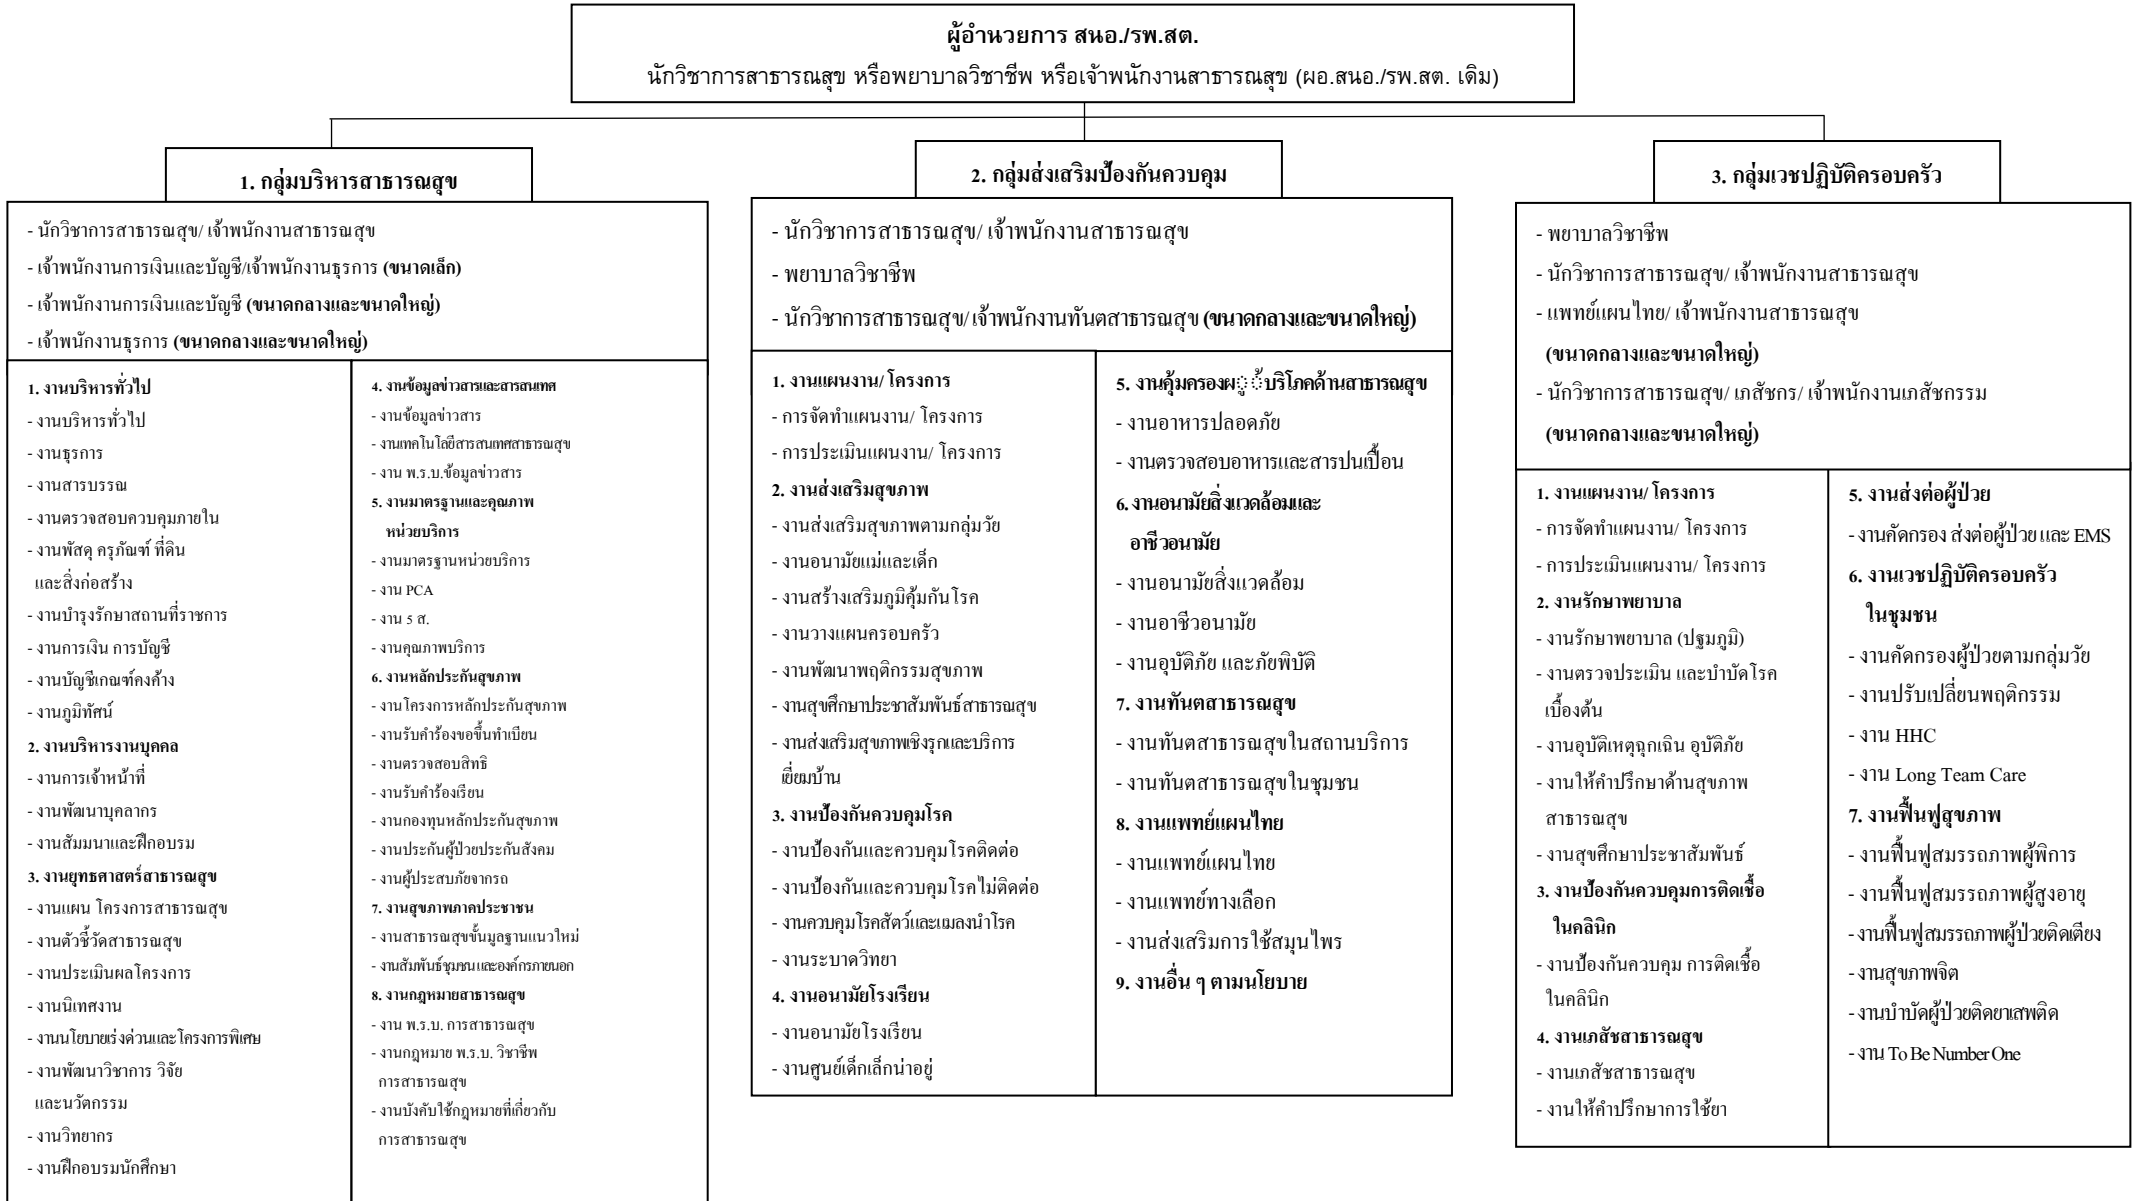 ผู้อำนวยการ สนอ./รพ.สต.
นักวิชาการสาธารณสุข หรือพยาบาลวิชาชีพ หรือเจ้าพนักงานสาธารณสุข (ผอ.สนอ./รพ.สต. เดิม)
1. กลุ่มบริหารสาธารณสุข
- นักวิชาการสาธารณสุข/ เจ้าพนักงานสาธารณสุข
- เจ้าพนักงานการเงินและบัญชี/เจ้าพนักงานธุรการ (ขนาดเล็ก)
- เจ้าพนักงานการเงินและบัญชี (ขนาดกลางและขนาดใหญ่)
- เจ้าพนักงานธุรการ (ขนาดกลางและขนาดใหญ่)
1. งานบริหารทั่วไป
- งานบริหารทั่วไป
- งานธุรการ
- งานสารบรรณ
- งานตรวจสอบควบคุมภายใน
- งานพัสดุ ครุภัณฑ์ ที่ดิน
และสิ่งก่อสร้าง
- งานบำรุงรักษาสถานที่ราชการ
- งานการเงิน การบัญชี
- งานบัญชีเกณฑ์คงค้าง
- งานภูมิทัศน์
2. งานบริหารงานบุคคล
- งานการเจ้าหน้าที่
- งานพัฒนาบุคลากร
- งานสัมมนาและฝึกอบรม
3. งานยุทธศาสตร์สาธารณสุข
- งานแผน โครงการสาธารณสุข
- งานตัวชี้วัดสาธารณสุข
- งานประเมินผลโครงการ
- งานนิเทศงาน
- งานนโยบายเร่งด่วนและโครงการพิเศษ
- งานพัฒนาวิชาการ วิจัย
และนวัตกรรม
- งานวิทยากร
- งานฝึกอบรมนักศึกษา
4. งานข้อมูลข่าวสารและสารสนเทศ
- งานข้อมูลข่าวสาร
- งานเทคโนโลยีสารสนเทศสาธารณสุข
- งาน พ.ร.บ.ข้อมูลข่าวสาร
5. งานมาตรฐานและคุณภาพ
หน่วยบริการ
- งานมาตรฐานหน่วยบริการ
- งาน PCA
- งาน 5 ส.
- งานคุณภาพบริการ
6. งานหลักประกันสุขภาพ
- งานโครงการหลักประกันสุขภาพ
- งานรับคำร้องขอขึ้นทำเบียน
- งานตรวจสอบสิทธิ
- งานรับคำร้องเรียน
- งานกองทุนหลักประกันสุขภาพ
- งานประกันผู้ป่วยประกันสังคม
- งานผู้ประสบภัยจากรถ
7. งานสุขภาพภาคประชาชน
- งานสาธารณสุขขั้นมูลฐานแนวใหม่
- งานสัมพันธ์ชุมชนและองค์กรภายนอก
8. งานกฎหมายสาธารณสุข
- งาน พ.ร.บ. การสาธารณสุข
- งานกฎหมาย พ.ร.บ. วิชาชีพ
การสาธารณสุข
- งานบังคับใช้กฎหมายที่เกี่ยวกับ
การสาธารณสุข
2. กลุ่มส่งเสริมป้องกันควบคุม
- นักวิชาการสาธารณสุข/ เจ้าพนักงานสาธารณสุข
- พยาบาลวิชาชีพ
- นักวิชาการสาธารณสุข/ เจ้าพนักงานทันตสาธารณสุข (ขนาดกลางและขนาดใหญ่)
1. งานแผนงาน/ โครงการ
- การจัดทำแผนงาน/ โครงการ
- การประเมินแผนงาน/ โครงการ
2. งานส่งเสริมสุขภาพ
- งานส่งเสริมสุขภาพตามกลุ่มวัย
- งานอนามัยแม่และเด็ก
- งานสร้างเสริมภูมิคุ้มกันโรค
- งานวางแผนครอบครัว
- งานพัฒนาพฤติกรรมสุขภาพ
- งานสุขศึกษาประชาสัมพันธ์สาธารณสุข
- งานส่งเสริมสุขภาพเชิงรุกและบริการ
เยี่ยมบ้าน
3. งานป้องกันควบคุมโรค
- งานป้องกันและควบคุมโรคติดต่อ
- งานป้องกันและควบคุมโรคไม่ติดต่อ
- งานควบคุมโรคสัตว์และแมลงนำโรค
- งานระบาดวิทยา
4. งานอนามัยโรงเรียน
- งานอนามัยโรงเรียน
- งานศูนย์เด็กเล็กน่าอยู่
5. งานคุ้มครองผู้บริโภคด้านสาธารณสุข
- งานอาหารปลอดภัย
- งานตรวจสอบอาหารและสารปนเปื้อน
6. งานอนามัยสิ่งแวดล้อมและ
อาชีวอนามัย
- งานอนามัยสิ่งแวดล้อม
- งานอาชีวอนามัย
- งานอุบัติภัย และภัยพิบัติ
7. งานทันตสาธารณสุข
- งานทันตสาธารณสุขในสถานบริการ
- งานทันตสาธารณสุขในชุมชน
8. งานแพทย์แผนไทย
- งานแพทย์แผนไทย
- งานแพทย์ทางเลือก
- งานส่งเสริมการใช้สมุนไพร
9. งานอื่น ๆ ตามนโยบาย
3. กลุ่มเวชปฏิบัติครอบครัว
- พยาบาลวิชาชีพ
- นักวิชาการสาธารณสุข/ เจ้าพนักงานสาธารณสุข
- แพทย์แผนไทย/ เจ้าพนักงานสาธารณสุข
(ขนาดกลางและขนาดใหญ่)
- นักวิชาการสาธารณสุข/ เภสัชกร/ เจ้าพนักงานเภสัชกรรม
(ขนาดกลางและขนาดใหญ่)
1. งานแผนงาน/ โครงการ
- การจัดทำแผนงาน/ โครงการ
- การประเมินแผนงาน/ โครงการ
2. งานรักษาพยาบาล
- งานรักษาพยาบาล (ปฐมภูมิ)
- งานตรวจประเมิน และบำบัดโรค
เบื้องต้น
- งานอุบัติเหตุฉุกเฉิน อุบัติภัย
- งานให้คำปรึกษาด้านสุขภาพ
สาธารณสุข
- งานสุขศึกษาประชาสัมพันธ์
3. งานป้องกันควบคุมการติดเชื้อ
ในคลินิก
- งานป้องกันควบคุม การติดเชื้อ
ในคลินิก
4. งานเภสัชสาธารณสุข
- งานเภสัชสาธารณสุข
- งานให้คำปรึกษาการใช้ยา
5. งานส่งต่อผู้ป่วย
- งานคัดกรอง ส่งต่อผู้ป่วย และ EMS
6. งานเวชปฏิบัติครอบครัว
ในชุมชน
- งานคัดกรองผู้ป่วยตามกลุ่มวัย
- งานปรับเปลี่ยนพฤติกรรม
- งาน HHC
- งาน Long Team Care
7. งานฟื้นฟูสุขภาพ
- งานฟื้นฟูสมรรถภาพผู้พิการ
- งานฟื้นฟูสมรรถภาพผู้สูงอายุ
- งานฟื้นฟูสมรรถภาพผู้ป่วยติดเตียง
- งานสุขภาพจิต
- งานบำบัดผู้ป่วยติดยาเสพติด
- งาน To Be Number One